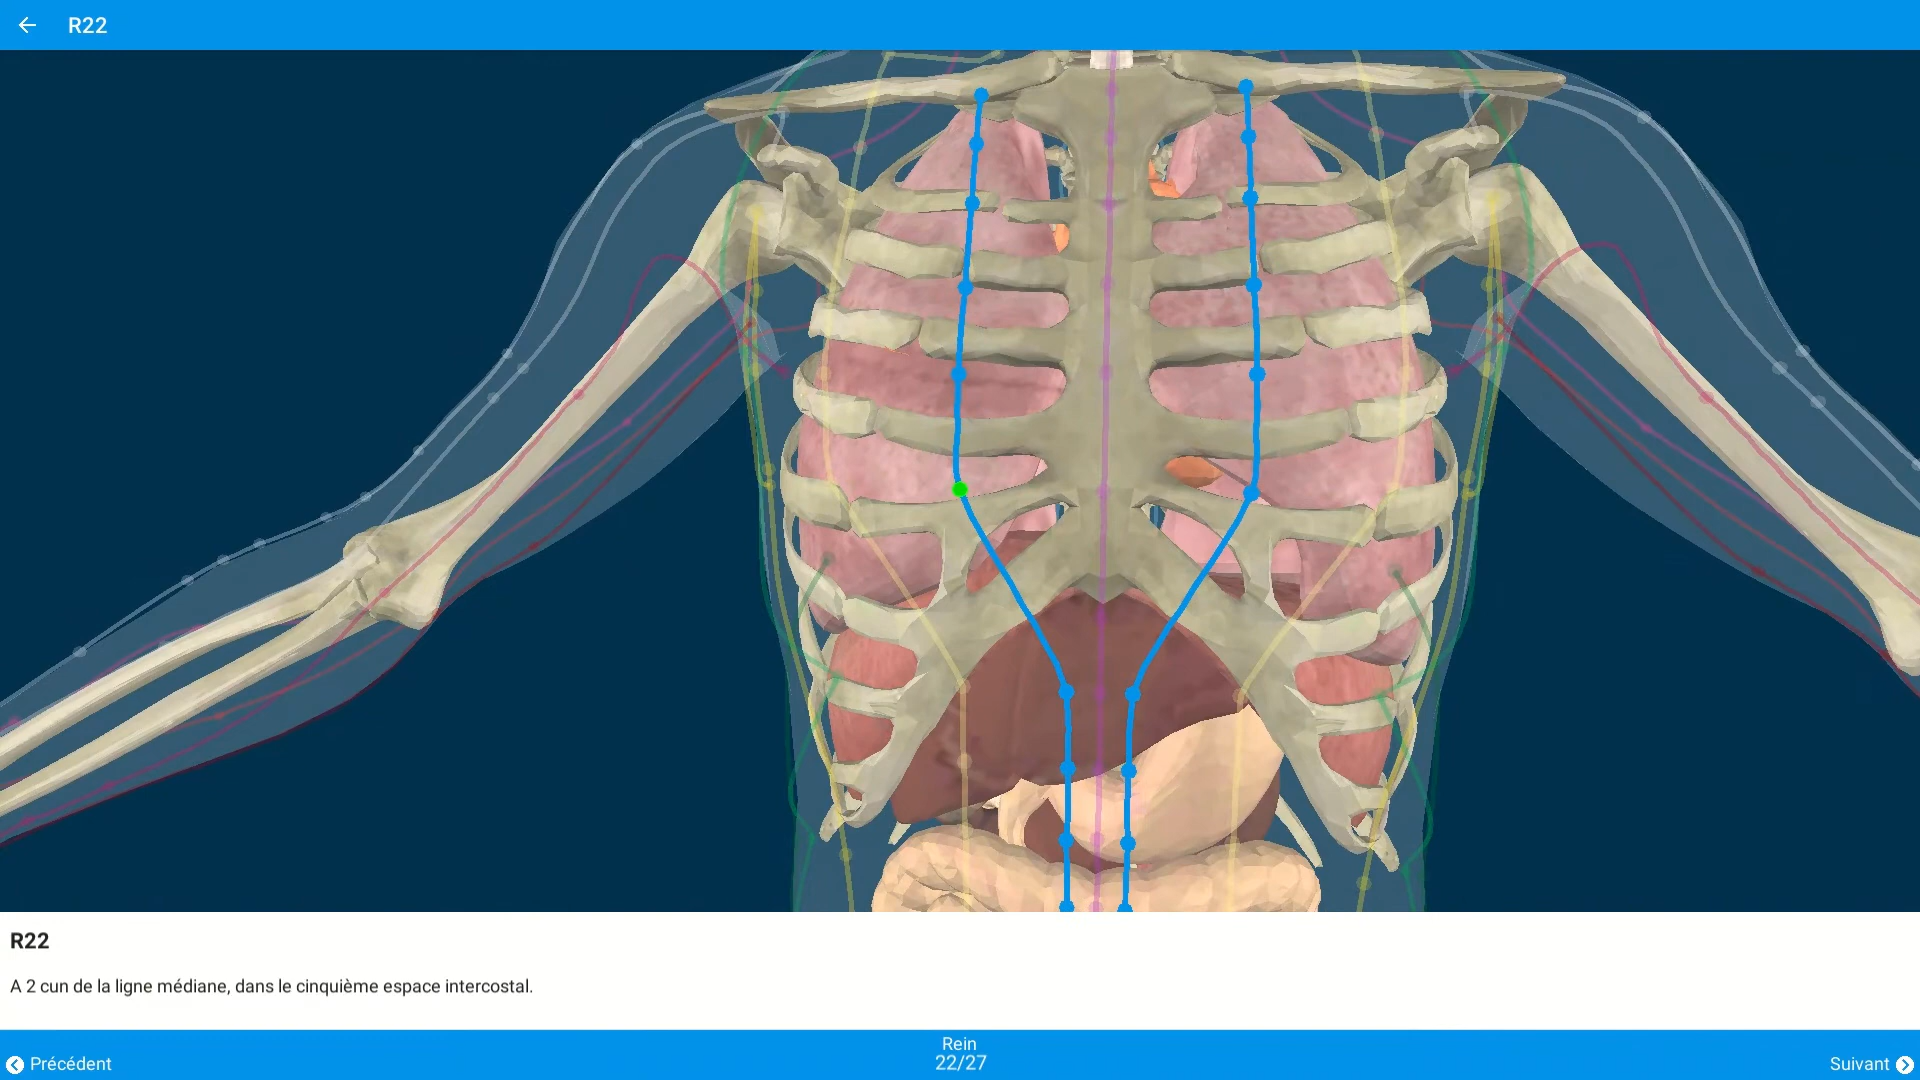 R22
R22
A 2 cun de la ligne médiane, dans le cinquième espace intercostal.
Rein
22/27
Précédent
Suivant